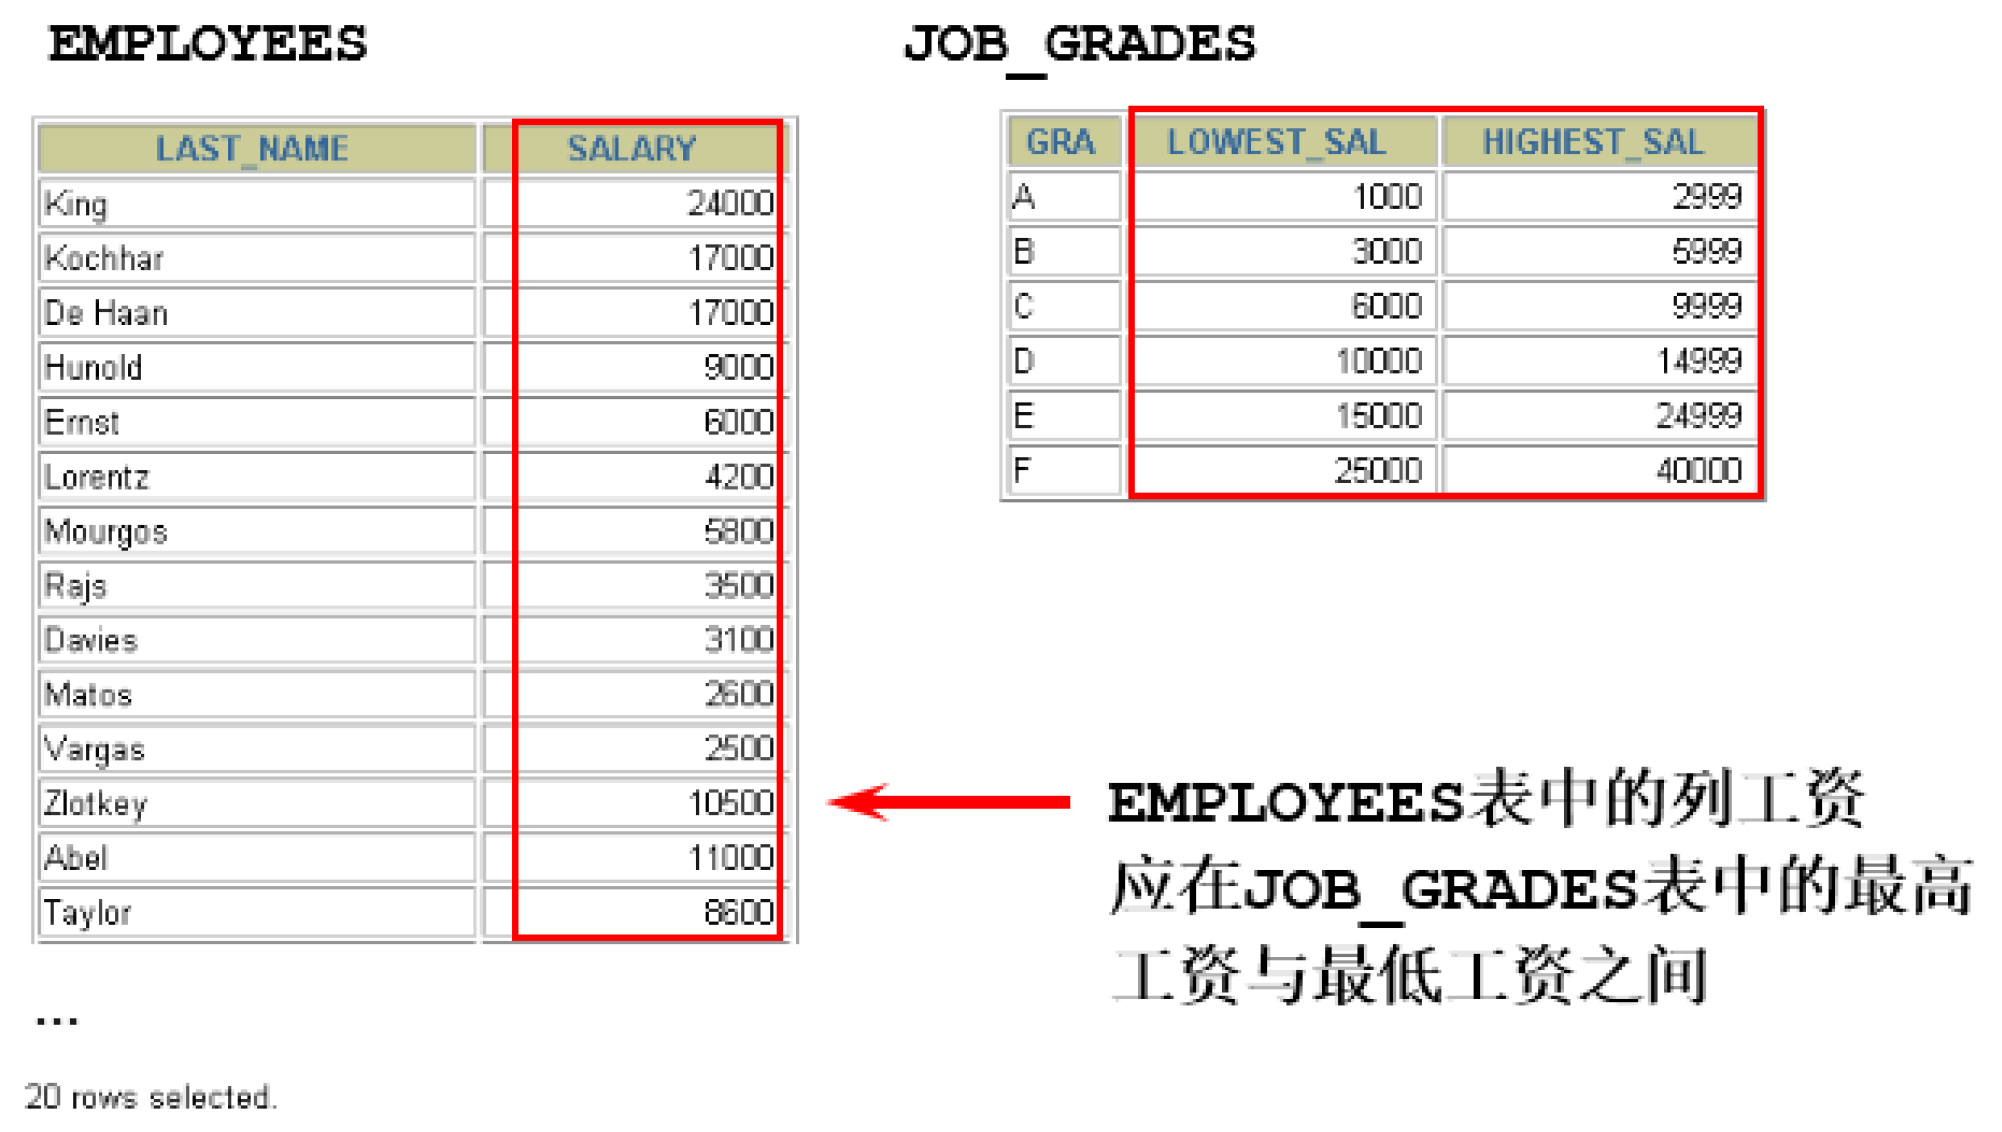 EMPLOYEES
LAST_NAME SALARY
King 24000
Kochhar 17000
De Haan 17000
Hunold 9000
Ernst 6000
Lorentz 4200
Mourgos 5800
Rajs 3500
Davies 3100
Matos 2600
Vargas 2500
Zlotkey 10500
Abel 11000
Taylor 8600
...
20 rows selected.
JOB_GRADES
GRA LOWEST_SAL HIGHEST_SAL
A 1000 2999
B 3000 5999
C 6000 9999
D 10000 14999
E 15000 24999
F 25000 40000
EMPLOYEES表中的列工资
应在JOB_GRADES表中的最高
工资与最低工资之间